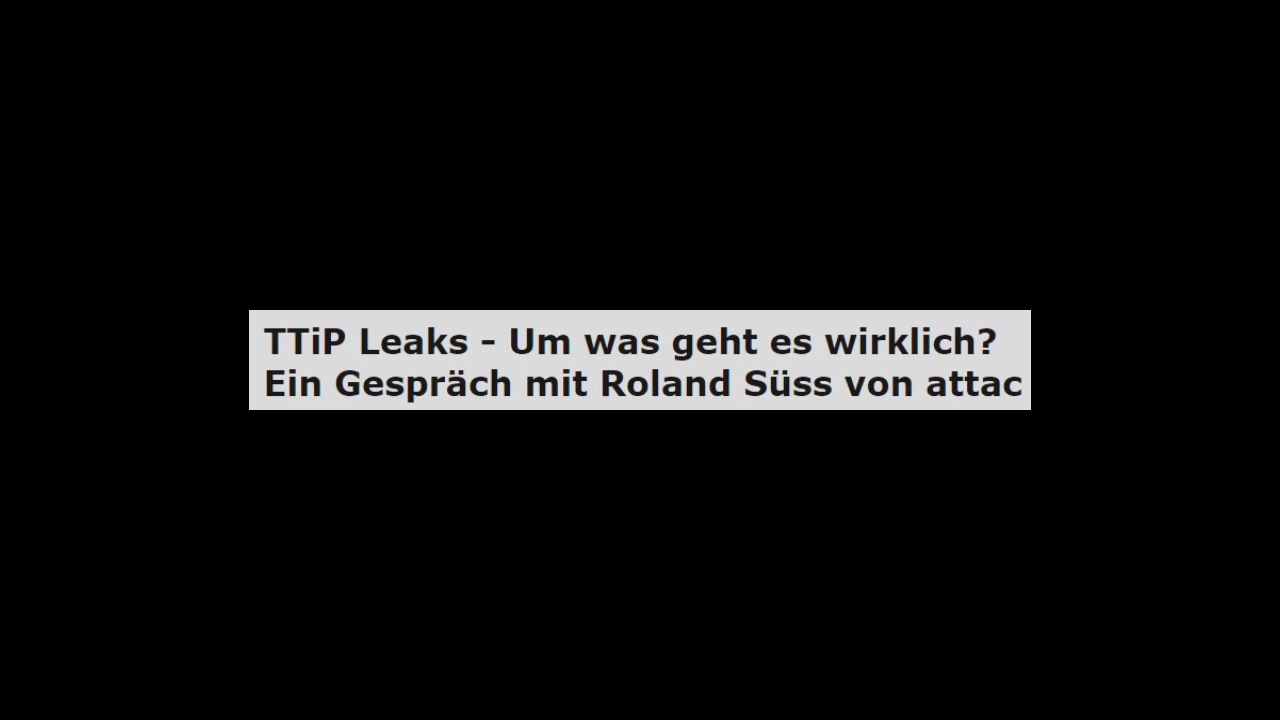 TTiP Leaks – Um was geht es wirklich?
Ein Gespräch mit Roland Süss von attac